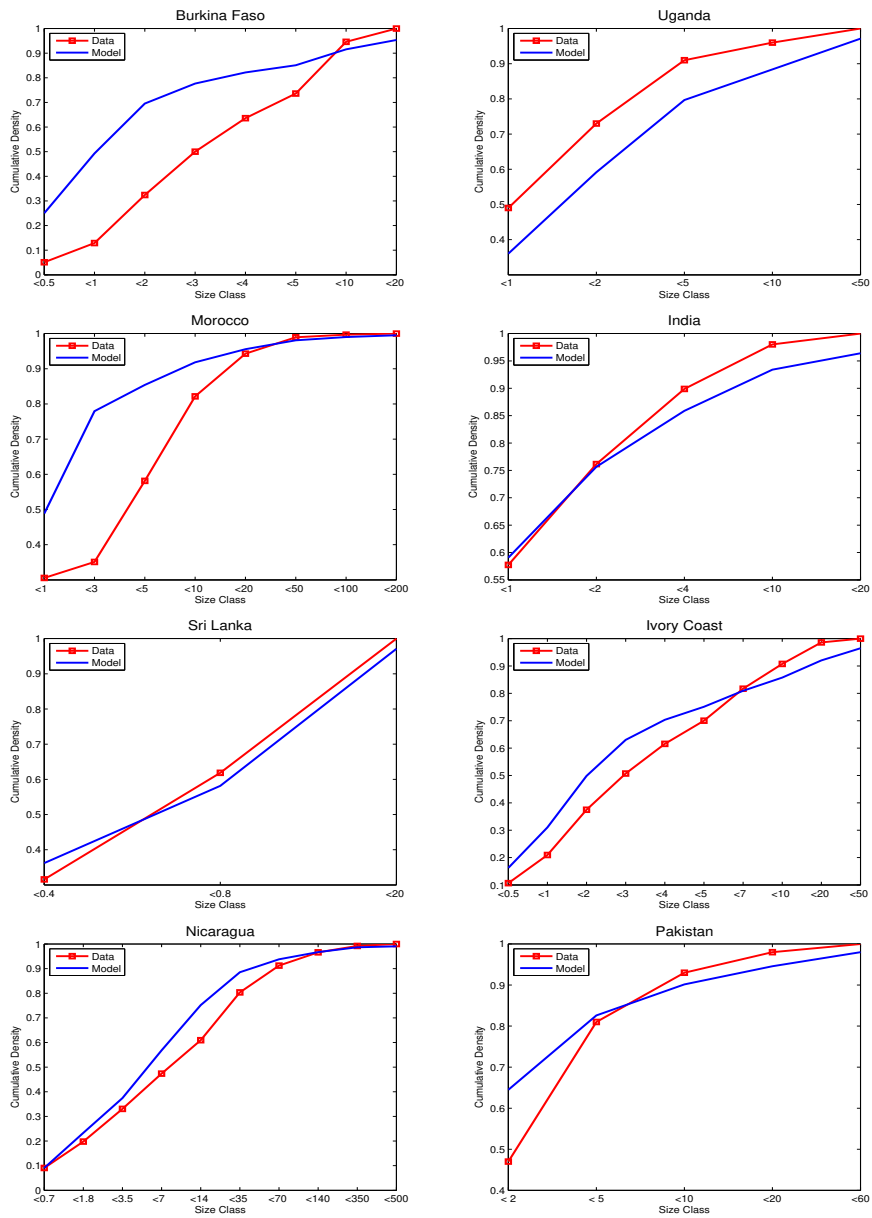 Burkina Faso
Data
Model
Cumulative Density
1
0.9
0.8
0.7
0.6
0.5
0.4
0.3
0.2
0.1
0
<0.5 <1 <2 <3 <4 <5 <10 <20
Size Class
Uganda
Data
Model
Cumulative Density
1
0.9
0.8
0.7
0.6
0.5
0.4
<1 <2 <5 <10 <50
Size Class
Morocco
Data
Model
Cumulative Density
1
0.9
0.8
0.7
0.6
0.5
0.4
<1 <3 <5 <10 <20 <50 <100 <200
Size Class
India
Data
Model
Cumulative Density
1
0.95
0.9
0.85
0.8
0.75
0.7
0.65
0.6
0.55
<1 <2 <4 <10 <20
Size Class
Sri Lanka
Data
Model
Cumulative Density
1
0.9
0.8
0.7
0.6
0.5
0.4
<0.4 <0.8 <20
Size Class
Ivory Coast
Data
Model
Cumulative Density
1
0.9
0.8
0.7
0.6
0.5
0.4
0.3
0.2
0.1
<0.5 <1 <2 <3 <4 <5 <7 <10 <20 <50
Size Class
Nicaragua
Data
Model
Cumulative Density
1
0.9
0.8
0.7
0.6
0.5
0.4
0.3
0.2
0.1
0
<0.7 <1.8 <3.5 <7 <14 <35 <70 <140 <350 <500
Size Class
Pakistan
Data
Model
Cumulative Density
1
0.9
0.8
0.7
0.6
0.5
0.4
< 2 < 5 <10 <20 <60
Size Class